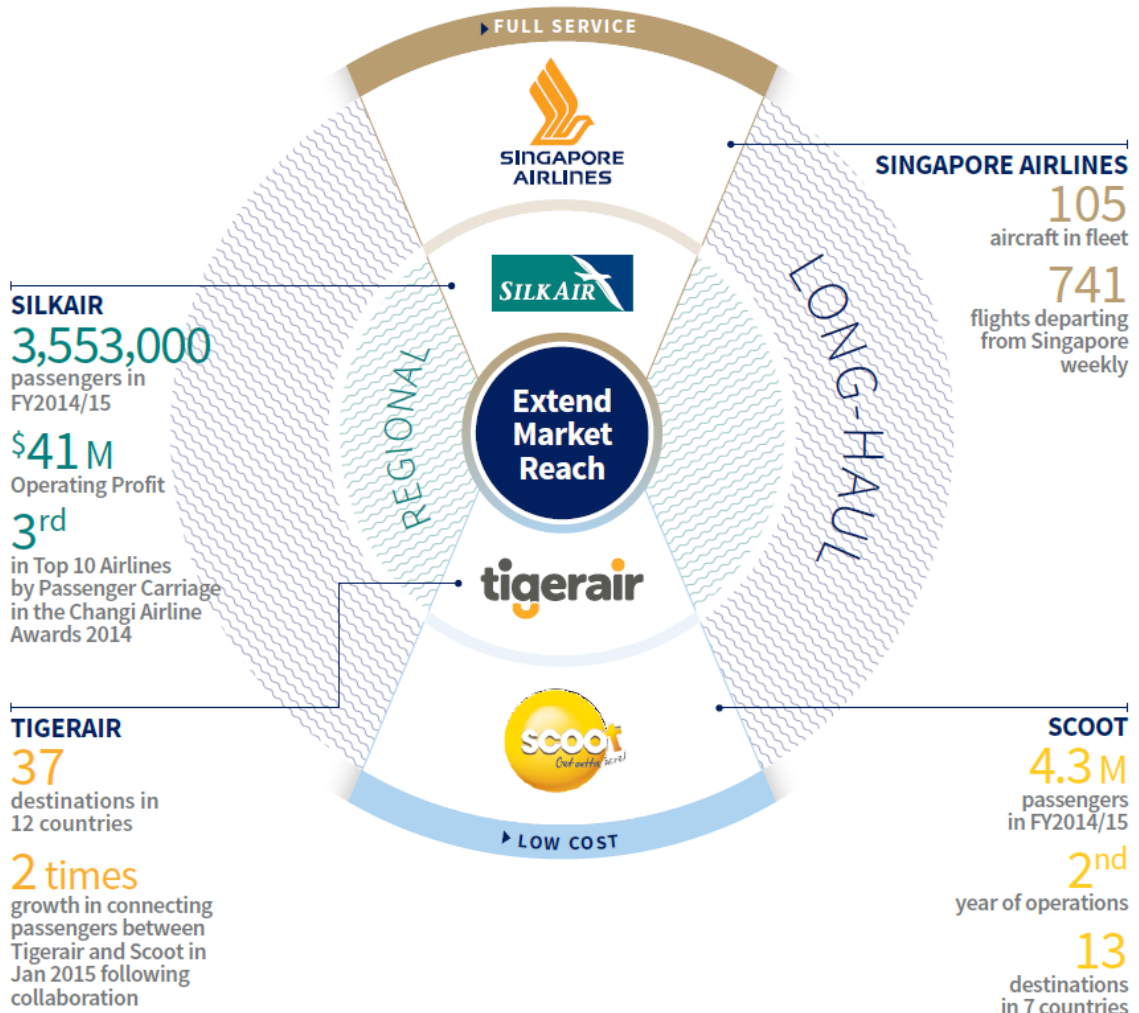 FULL SERVICE
SINGAPORE
AIRLINES
SILKAIR
Extend
Market
Reach
REGIONAL
LONG-HAUL
tigerair
scoot
Get outta here!
LOW COST
SILKAIR
3,553,000
passengers in
FY2014/15
$41 M
Operating Profit
3rd
in Top 10 Airlines
by Passenger Carriage
in the Changi Airline
Awards 2014
TIGERAIR
37
destinations in
12 countries
2 times
growth in connecting
passengers between
Tigerair and Scoot in
Jan 2015 following
collaboration
SINGAPORE AIRLINES
105
aircraft in fleet
741
flights departing
from Singapore
weekly
SCOOT
4.3 M
passengers
in FY2014/15
2nd
year of operations
13
destinations
in 7 countries